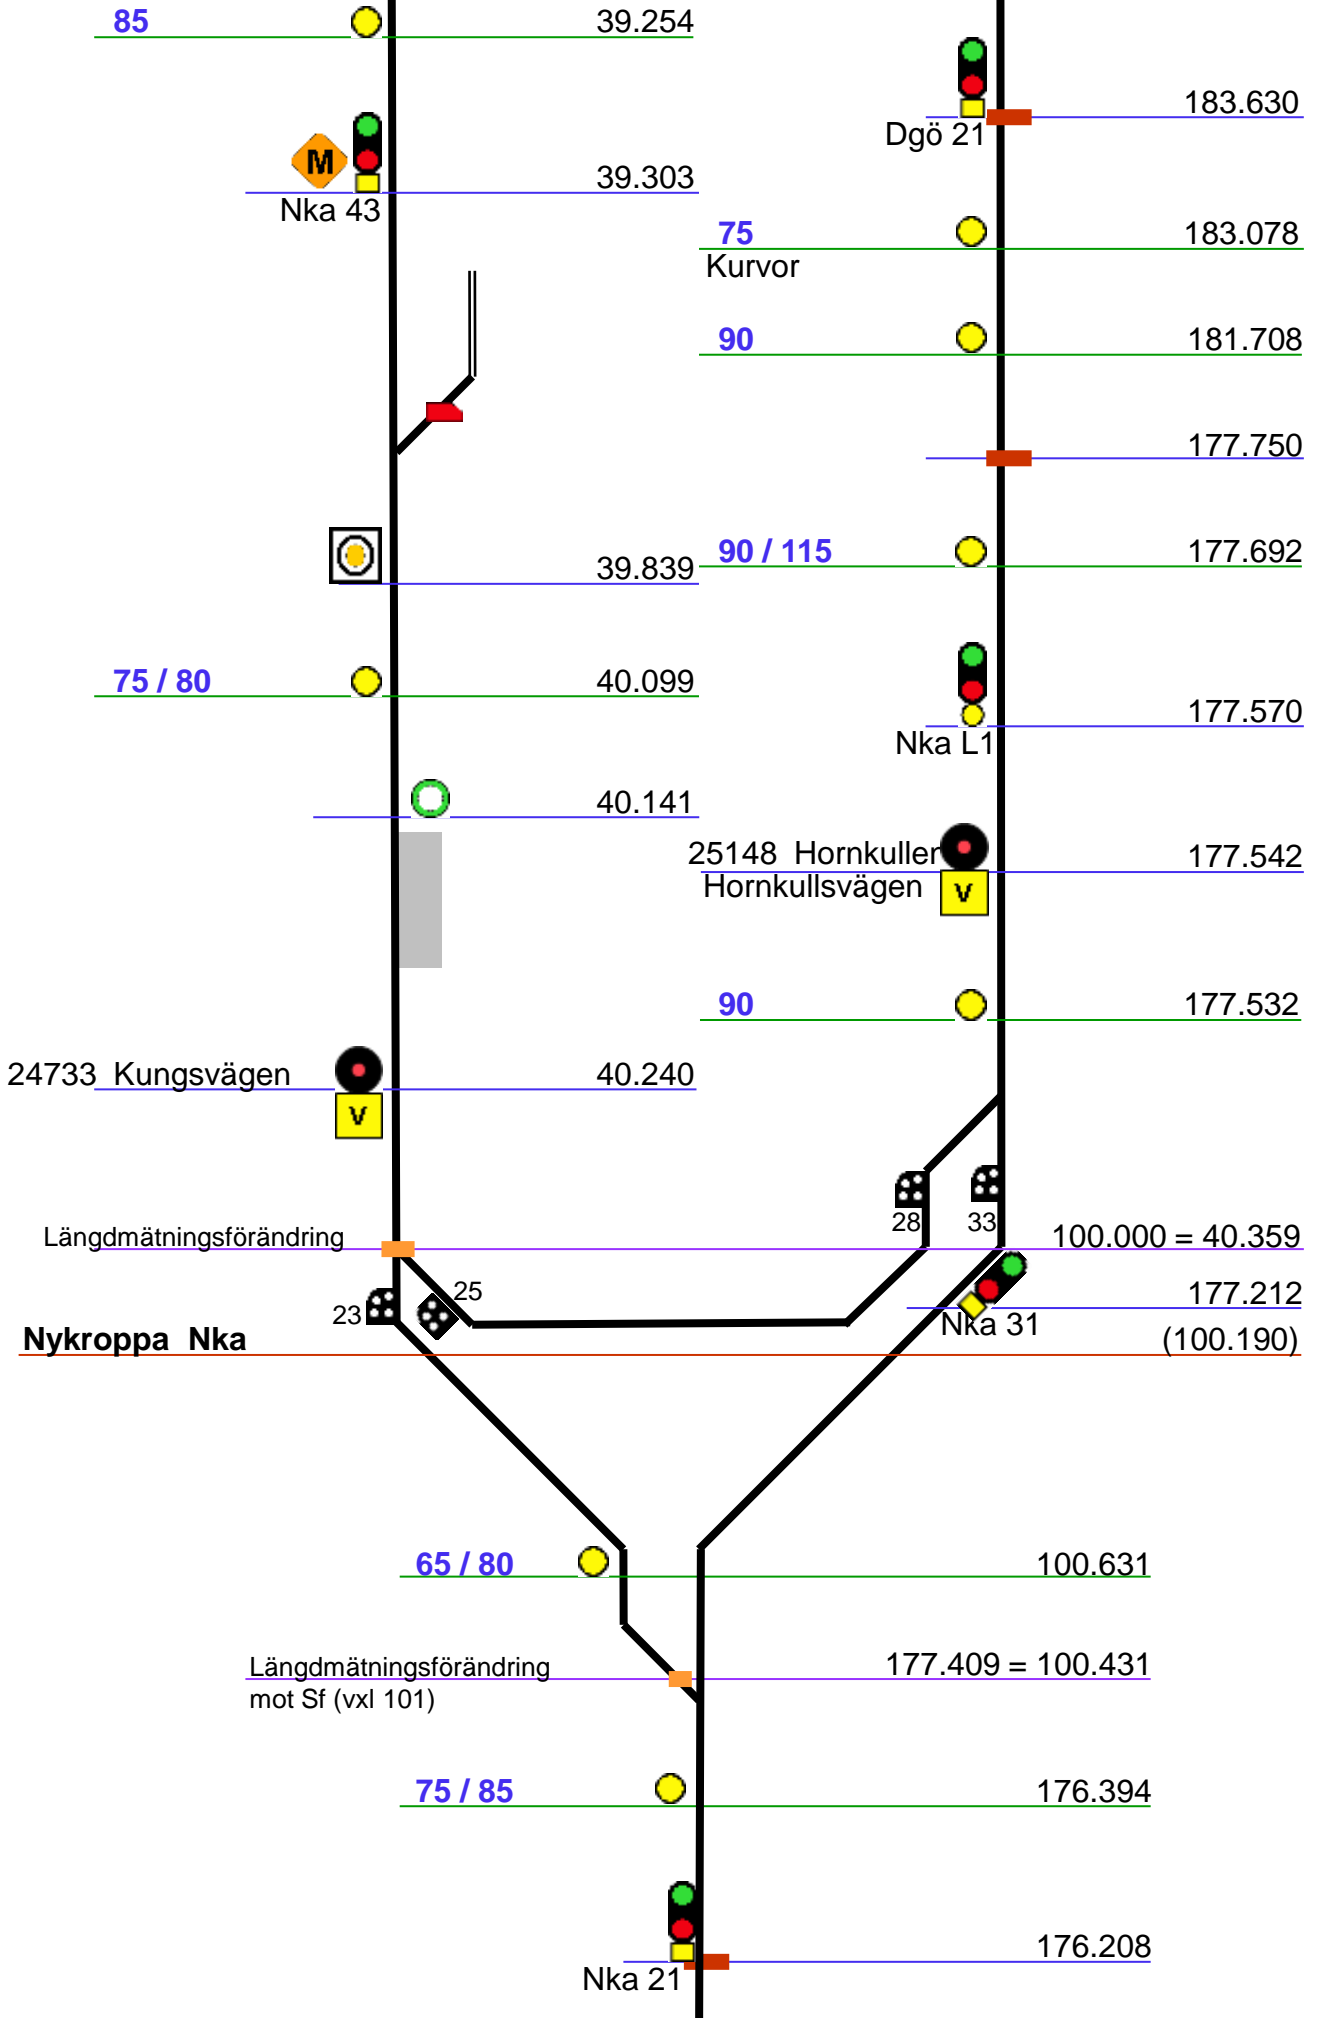 85 39.254
183.630
Dgö 21
M
39.303
Nka 43
75 183.078
Kurvor
90 181.708
177.750
90 / 115 177.692
39.839
75 / 80 40.099
177.570
Nka L1
40.141
25148 Hornkullen 177.542
Hornkullsvägen
V
90 177.532
24733 Kungsvägen 40.240
V
28 33
Längdmätningsförändring 100.000 = 40.359
25
23
177.212
Nka 31
Nykroppa Nka (100.190)
65 / 80 100.631
Längdmätningsförändring 177.409 = 100.431
mot Sf (vxl 101)
75 / 85 176.394
176.208
Nka 21